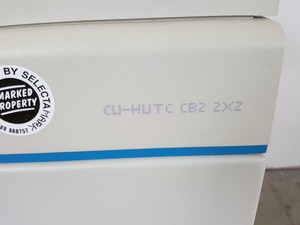 BY SELECTAMARK
MARKED
PROPERTY
CU-HUTC CB2 2XZ